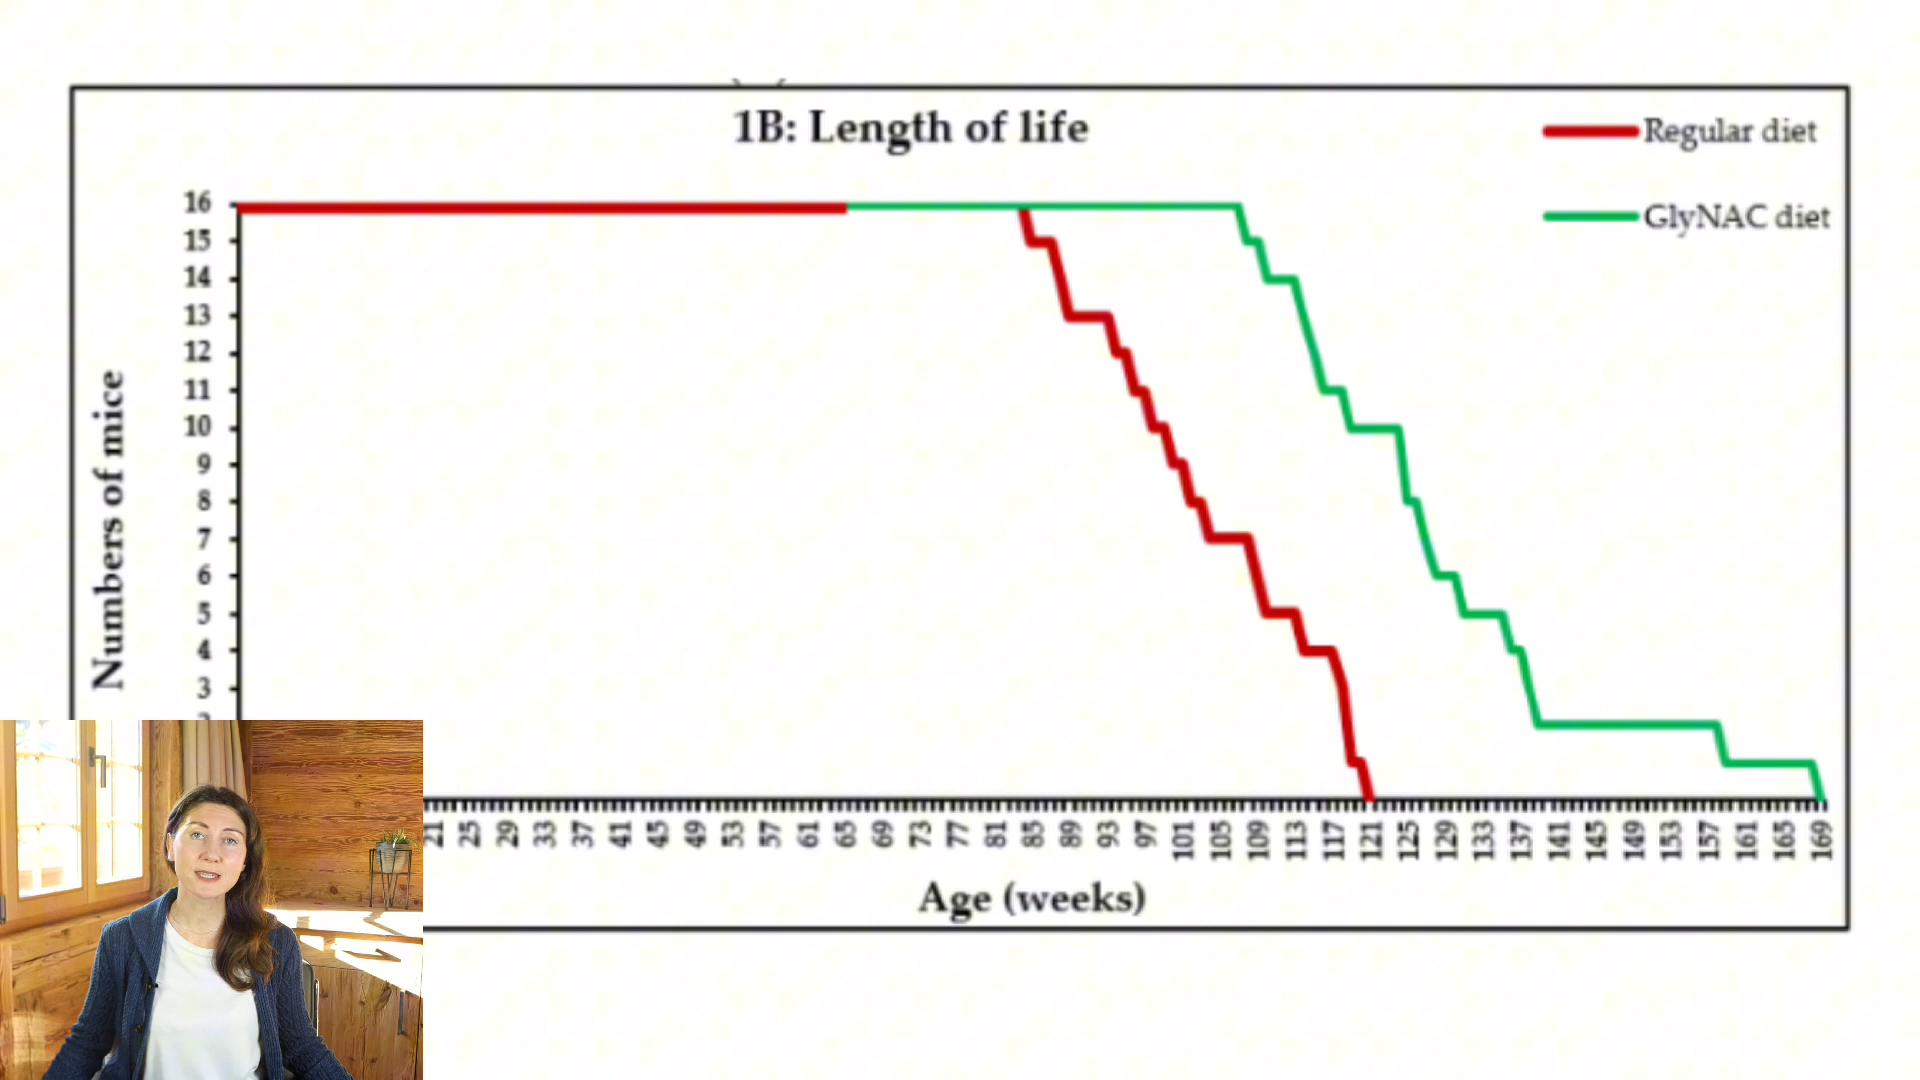 1B: Length of life
Regular diet
GlyNAC diet
Numbers of mice
16
15
14
13
12
11
10
9
8
7
6
5
4
3
21 25 29 33 37 41 45 49 53 57 61 65 69 73 77 81 85 89 93 97 101 105 109 113 117 121 125 129 133 137 141 145 149 153 157 161 165 169
Age (weeks)